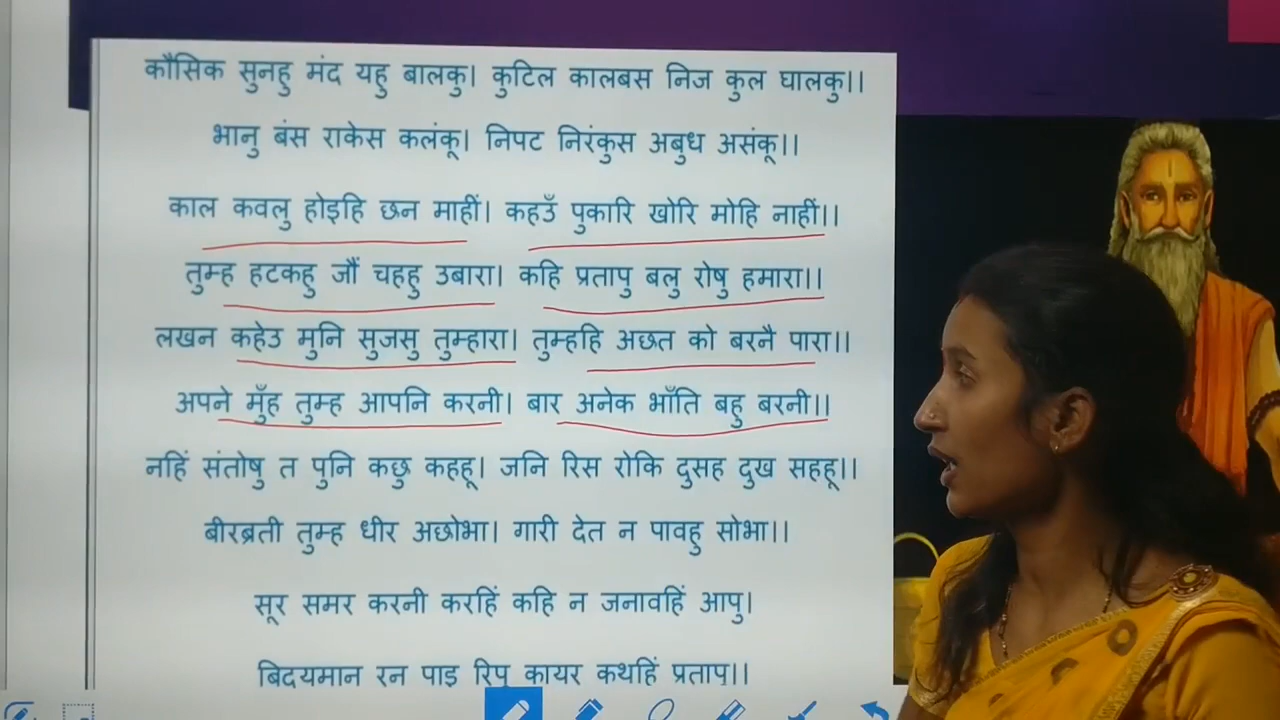 कौसिक सुनहु मंद यहु बालकु। कुटिल कालबस निज कुल घालकु।।
भानु बंस राकेस कलंकू। निपट निरंकुस अबुध असंकू।।
काल कवलु होइहि छन माहीं। कहउँ पुकारि खोरि मोहि नाहीं।।
तुम्ह हटकहु जौं चहहु उबारा। कहि प्रतापु बलु रोषु हमारा।।
लखन कहेउ मुनि सुजसु तुम्हारा। तुम्हहि अछत को बरनै पारा।।
अपने मुँह तुम्ह आपनि करनी। बार अनेक भाँति बहु बरनी।।
नहिं संतोषु त पुनि कछु कहहू। जनि रिस रोकि दुसह दुख सहहू।।
बीरब्रती तुम्ह धीर अछोभा। गारी देत न पावहु सोभा।।
सूर समर करनी करहिं कहि न जनावहिं आपु।
बिदयमान रन पाइ रिपु कायर कथहिं प्रतापु।।